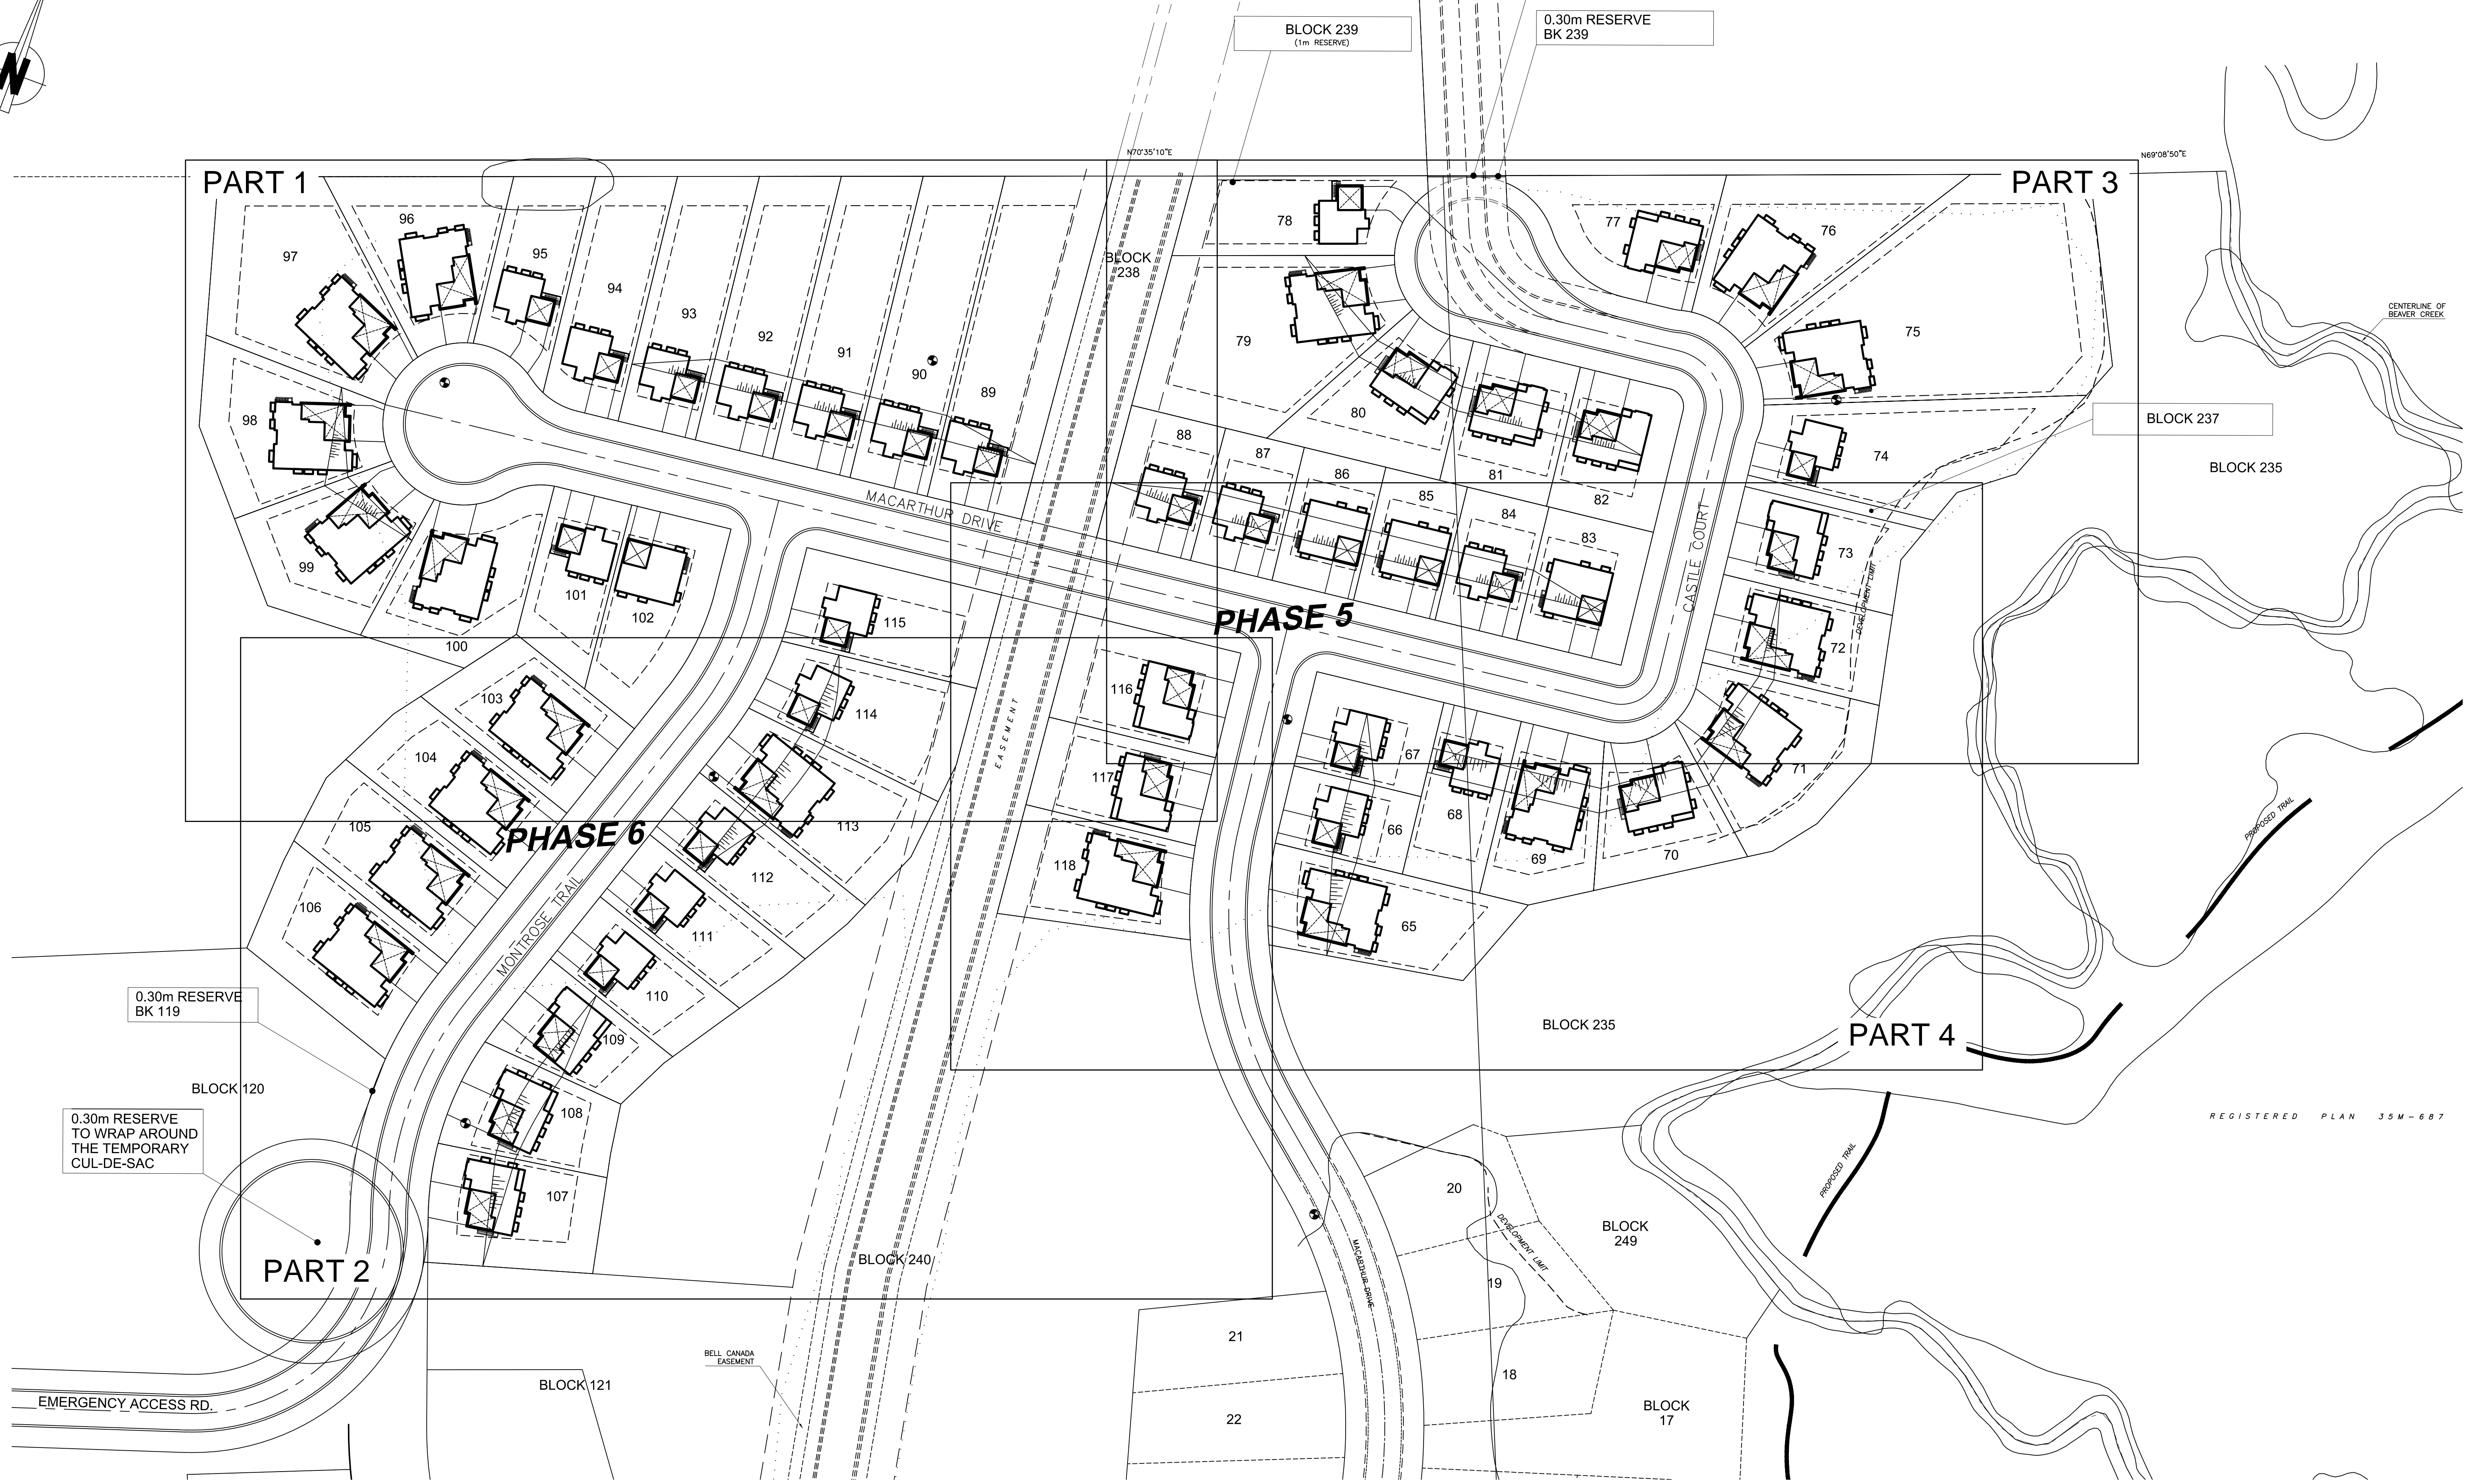 N
BLOCK 239
(1m RESERVE)
0.30m RESERVE
BK 239
N70°35'10"E
N69°08'50"E
PART 1
PART 3
97
96
95
94
93
92
91
90
89
98
99
100
101
102
BLOCK
238
78
79
77
76
75
CENTERLINE OF
BEAVER CREEK
BLOCK 237
BLOCK 235
80
81
82
74
88
87
86
85
84
83
73
72
71
MACARTHUR DRIVE
CASTLE COURT
DEVELOPMENT LIMIT
PHASE 5
115
114
113
112
111
110
109
108
107
103
104
105
106
PHASE 6
MONTROSE TRAIL
EASEMENT
116
117
118
67
66
65
68
69
70
PROPOSED TRAIL
0.30m RESERVE
BK 119
BLOCK 120
0.30m RESERVE
TO WRAP AROUND
THE TEMPORARY
CUL-DE-SAC
PART 2
BLOCK 235
PART 4
REGISTERED PLAN 35M-687
PROPOSED TRAIL
20
DEVELOPMENT LIMIT
BLOCK
249
19
MACARTHUR DRIVE
BLOCK 240
21
18
22
BLOCK
17
BELL CANADA
EASEMENT
BLOCK 121
EMERGENCY ACCESS RD.